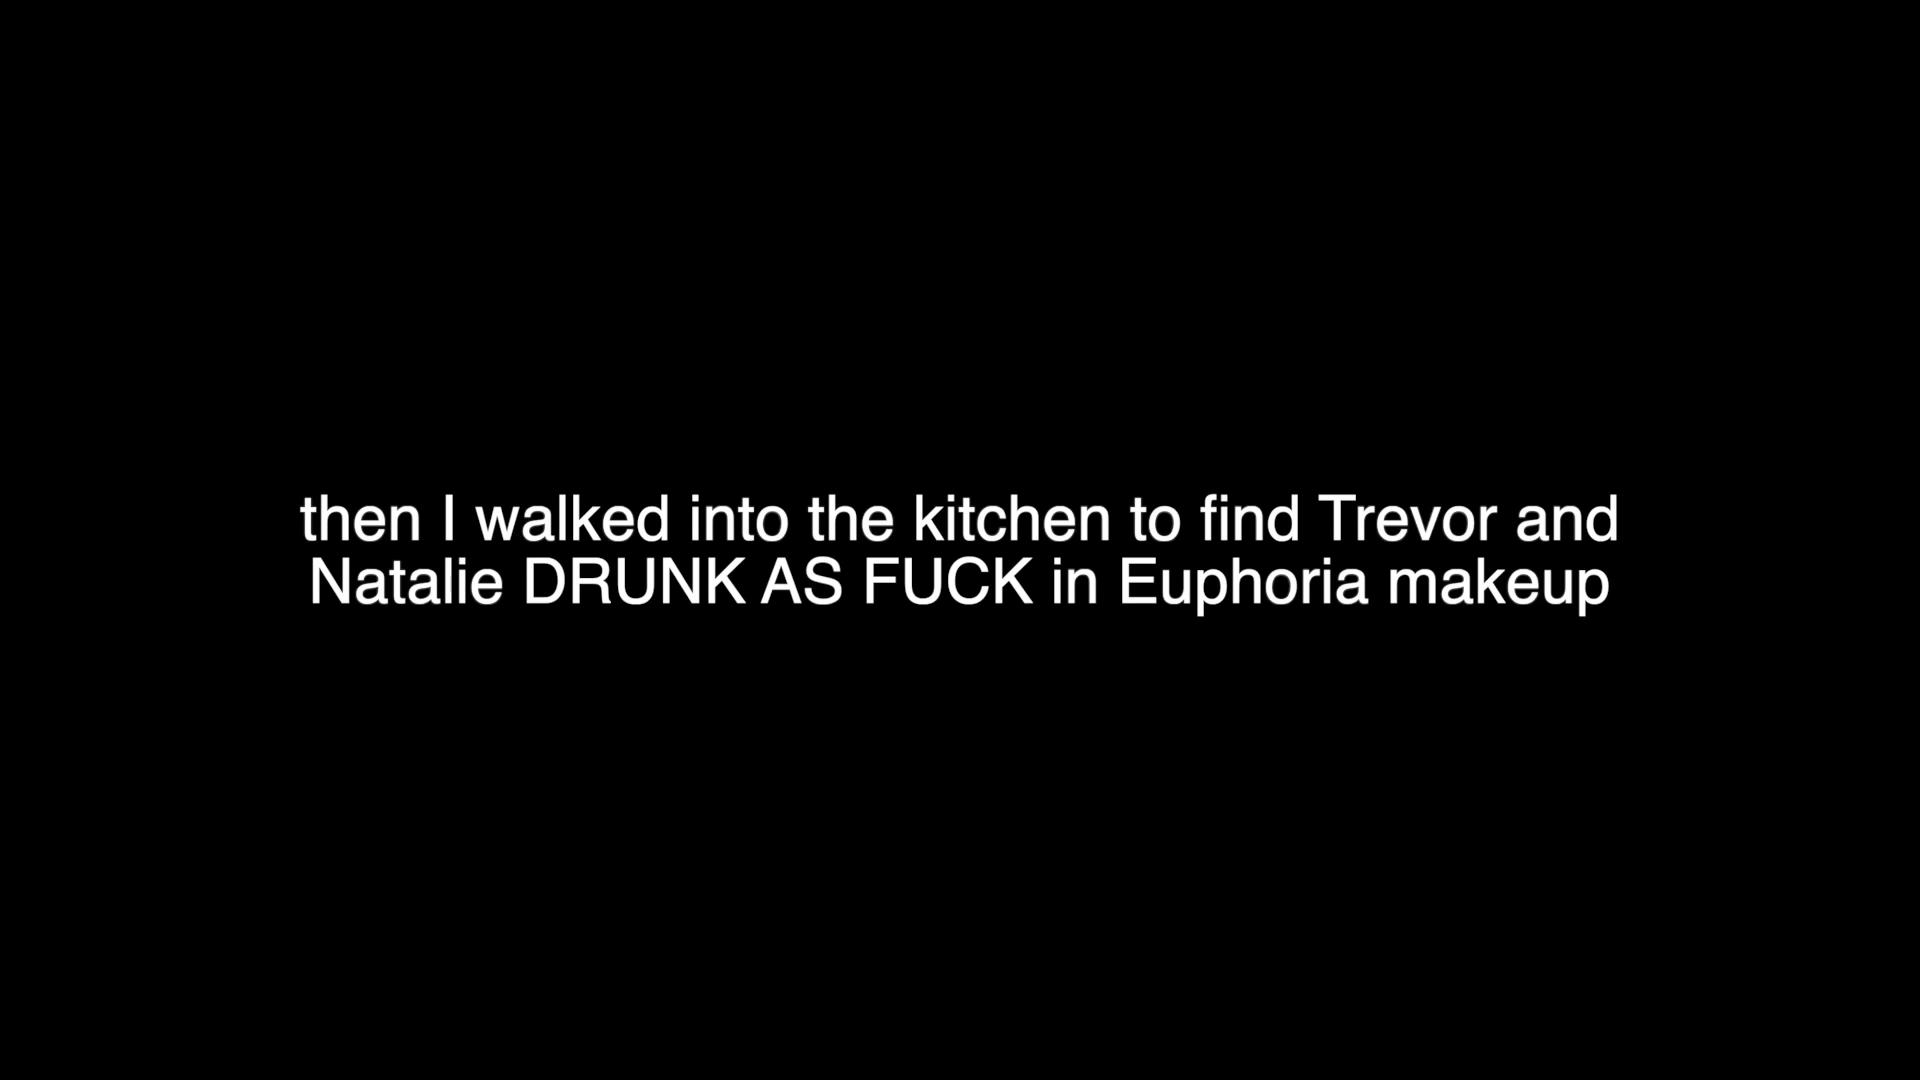 then I walked into the kitchen to find Trevor and
Natalie DRUNK AS FUCK in Euphoria makeup